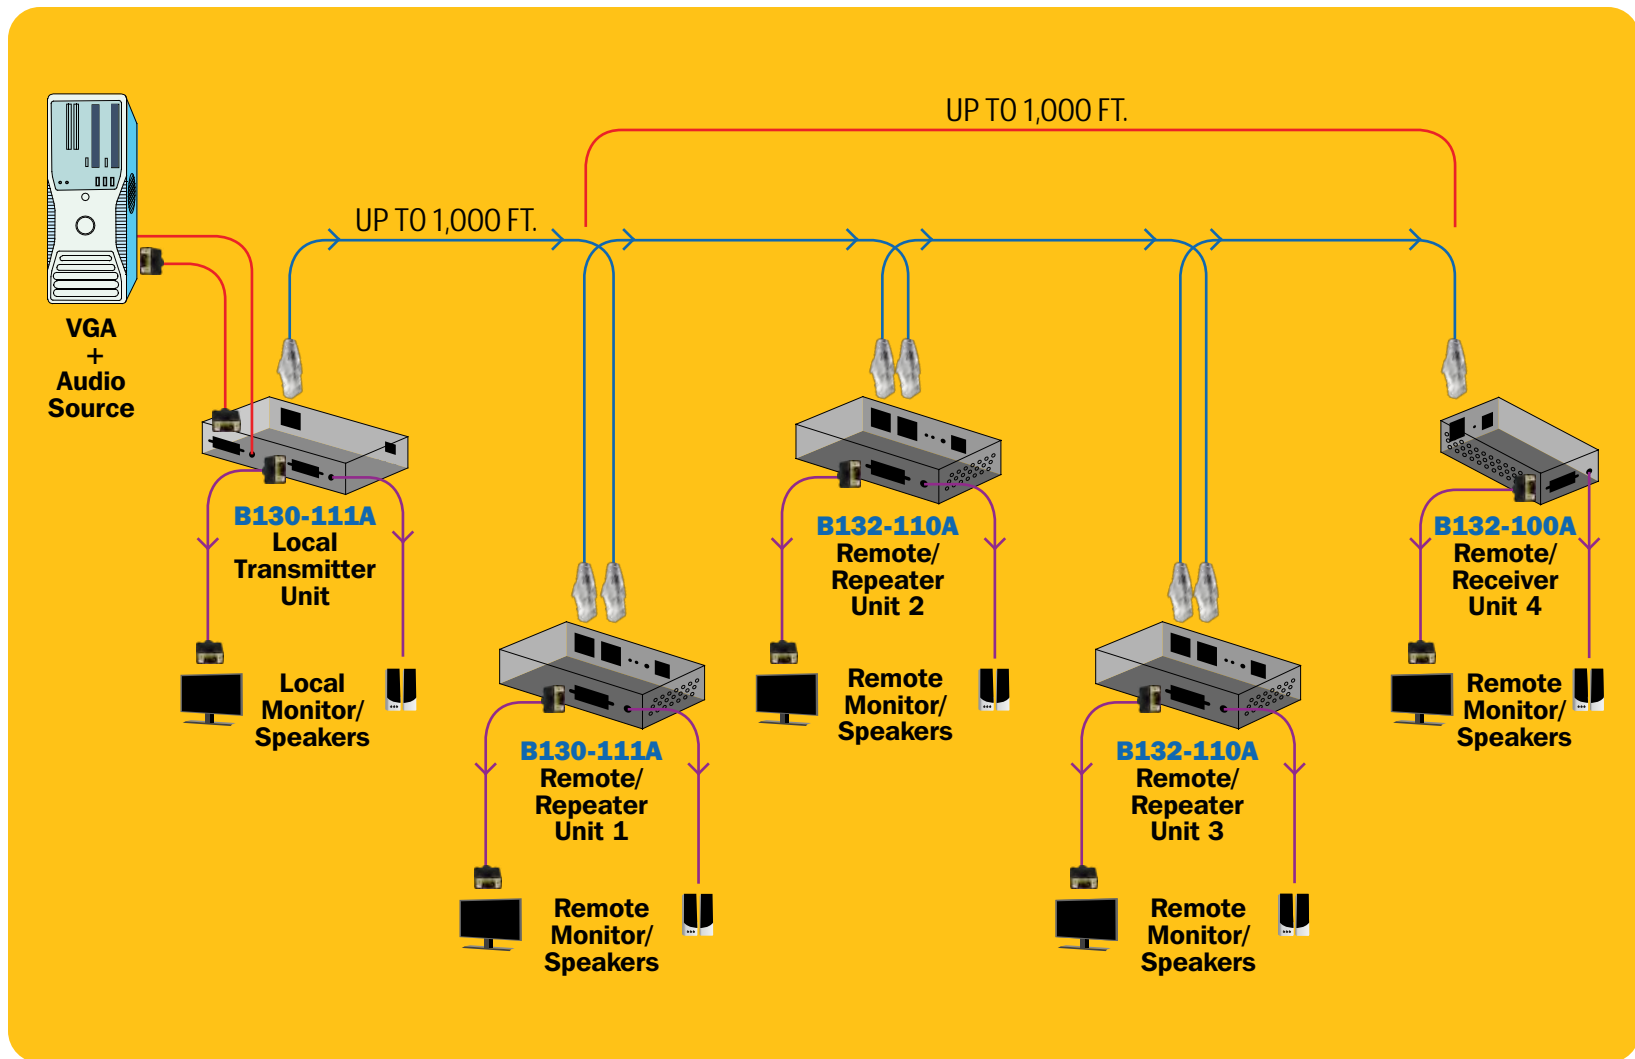 UP TO 1,000 FT.
UP TO 1,000 FT.
VGA
+
Audio
Source
B130-111A
Local
Transmitter
Unit
Local
Monitor/
Speakers
B130-111A
Remote/
Repeater
Unit 1
Remote
Monitor/
Speakers
B132-110A
Remote/
Repeater
Unit 2
Remote
Monitor/
Speakers
B132-110A
Remote/
Repeater
Unit 3
Remote
Monitor/
Speakers
B132-100A
Remote/
Receiver
Unit 4
Remote
Monitor/
Speakers